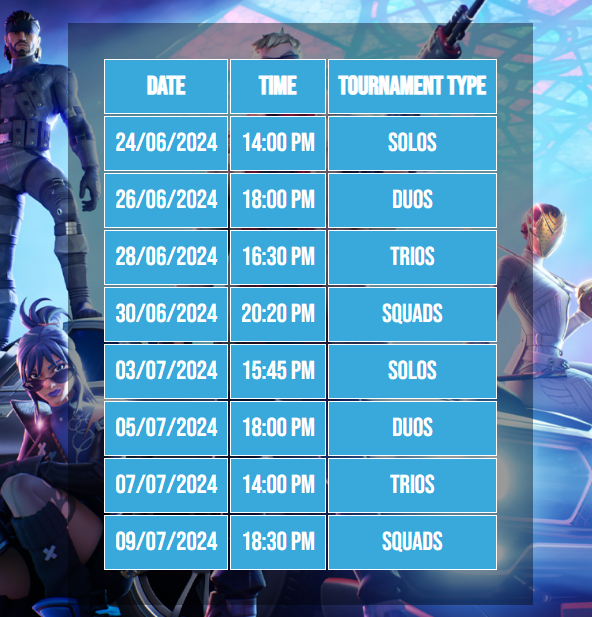 DATE TIME TOURNAMENT TYPE
24/06/2024 14:00 PM SOLOS
26/06/2024 18:00 PM DUOS
28/06/2024 16:30 PM TRIOS
30/06/2024 20:20 PM SQUADS
03/07/2024 15:45 PM SOLOS
05/07/2024 18:00 PM DUOS
07/07/2024 14:00 PM TRIOS
09/07/2024 18:30 PM SQUADS